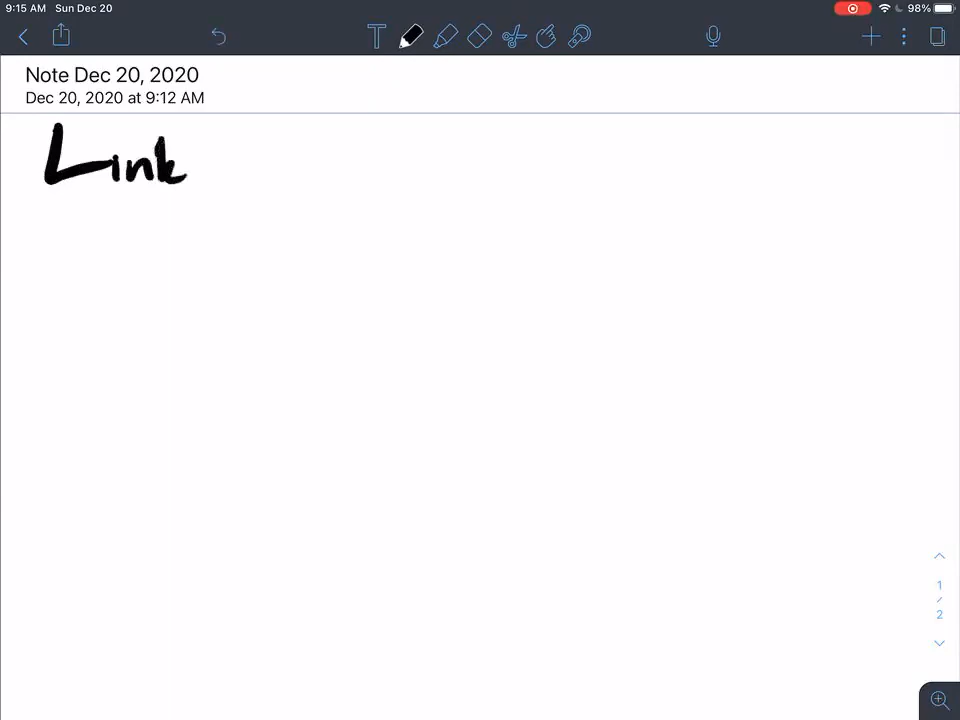 9:15 AM Sun Dec 20
98%
T
Note Dec 20, 2020
Dec 20, 2020 at 9:12 AM
Link
1
/
2